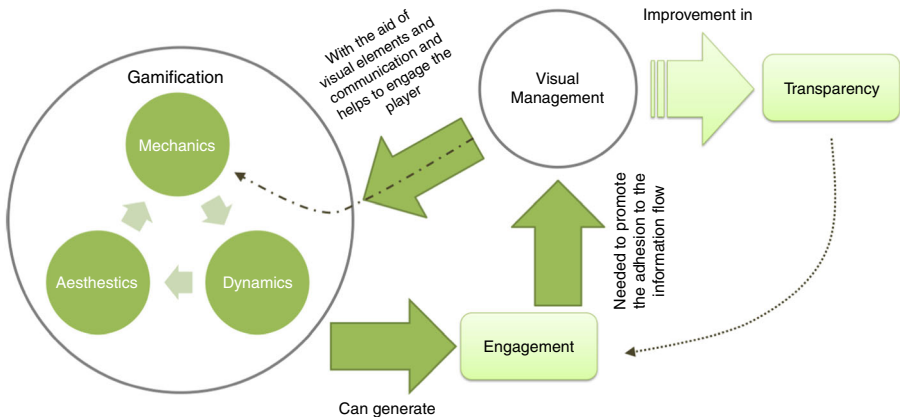 Gamification
Mechanics
Aesthestics
Dynamics
With the aid of
visual elements and
communication and
helps to engage the
player
Visual
Management
Improvement in
Transparency
Needed to promote
the adhesion to the
information flow
Engagement
Can generate